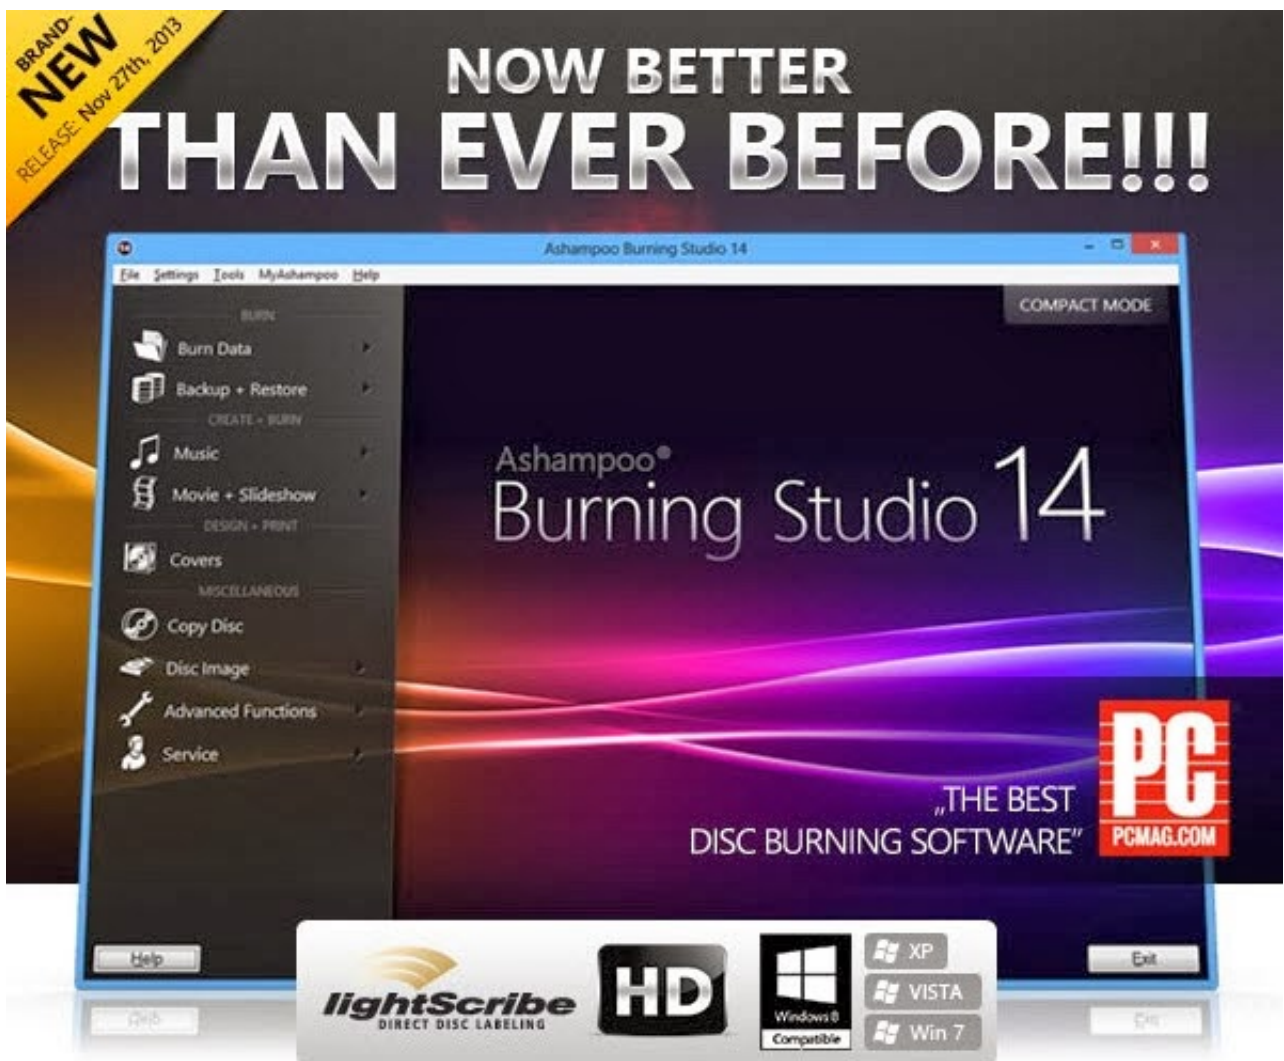 BRAND-
NEW
RELEASE: Nov 27th, 2013
NOW BETTER
THAN EVER BEFORE!!!
14
Ashampoo Burning Studio 14
File Settings Tools MyAshampoo Help
COMPACT MODE
BURN
Burn Data
Backup + Restore
CREATE + BURN
Music
Movie + Slideshow
DESIGN + PRINT
Covers
MISCELLANEOUS
Copy Disc
Disc Image
Advanced Functions
Service
Ashampoo®
Burning Studio 14
„THE BEST
DISC BURNING SOFTWARE”
PC
PCMAG.COM
Help
Exit
lightScribe
DIRECT DISC LABELING
HD
Windows 8
Compatible
XP
VISTA
Win 7
Help
Exit